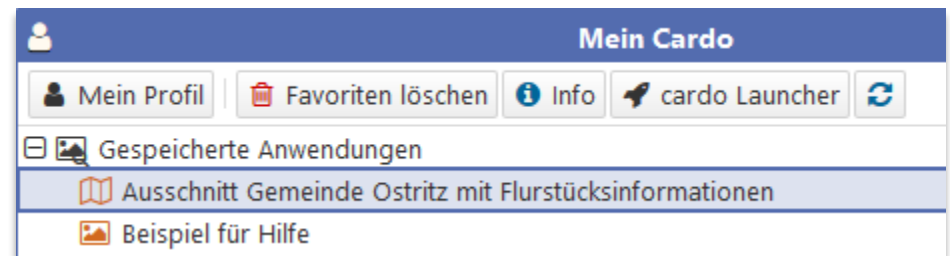 Mein Cardo
Mein Profil Favoriten löschen Info cardo Launcher
Gespeicherte Anwendungen
Ausschnitt Gemeinde Ostritz mit Flurstücksinformationen
Beispiel für Hilfe